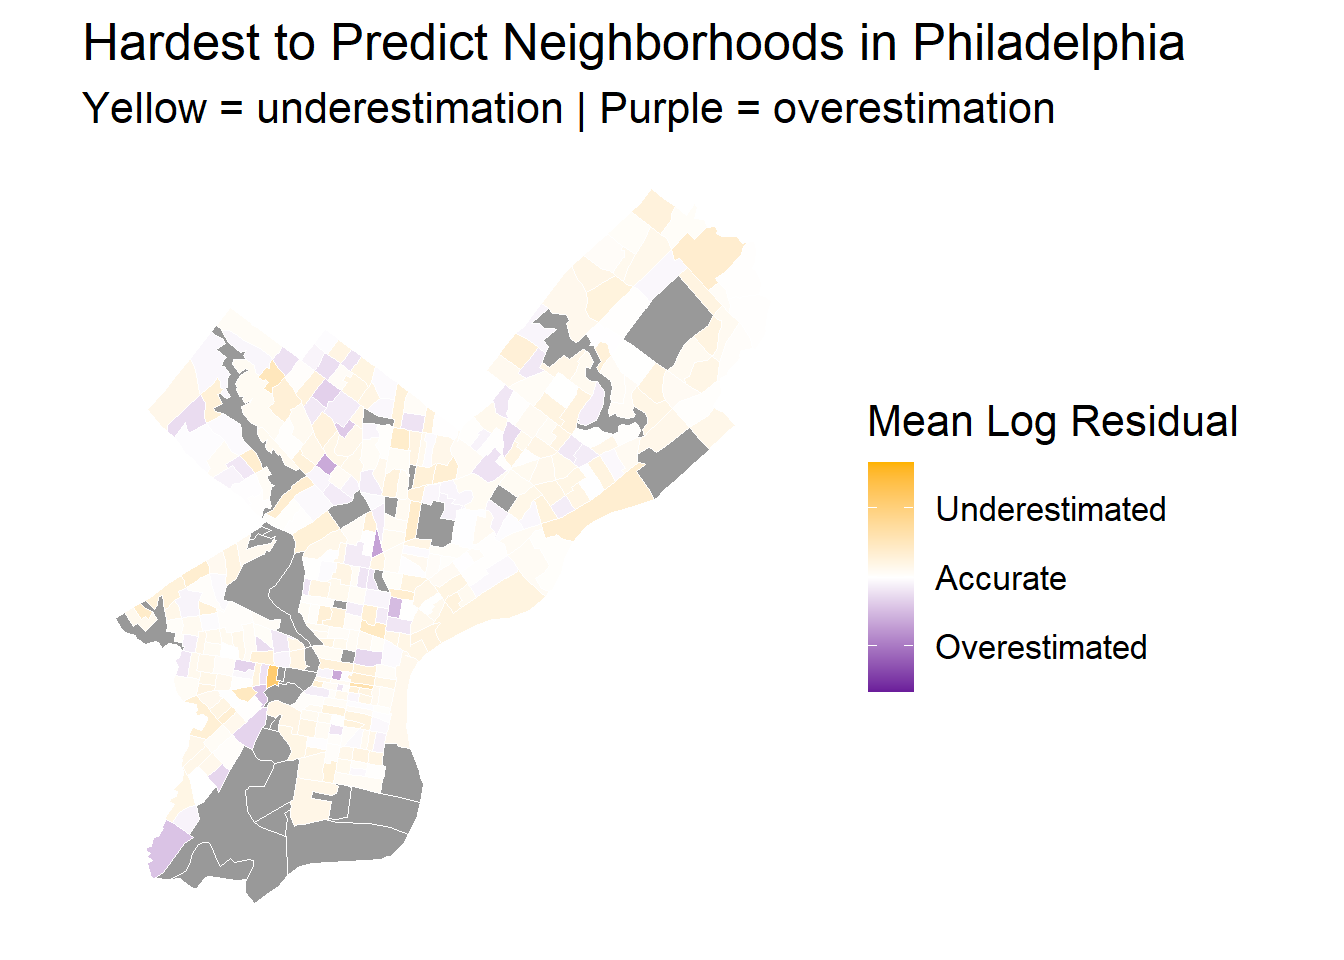 Hardest to Predict Neighborhoods in Philadelphia
Yellow = underestimation | Purple = overestimation
Mean Log Residual
Underestimated
Accurate
Overestimated